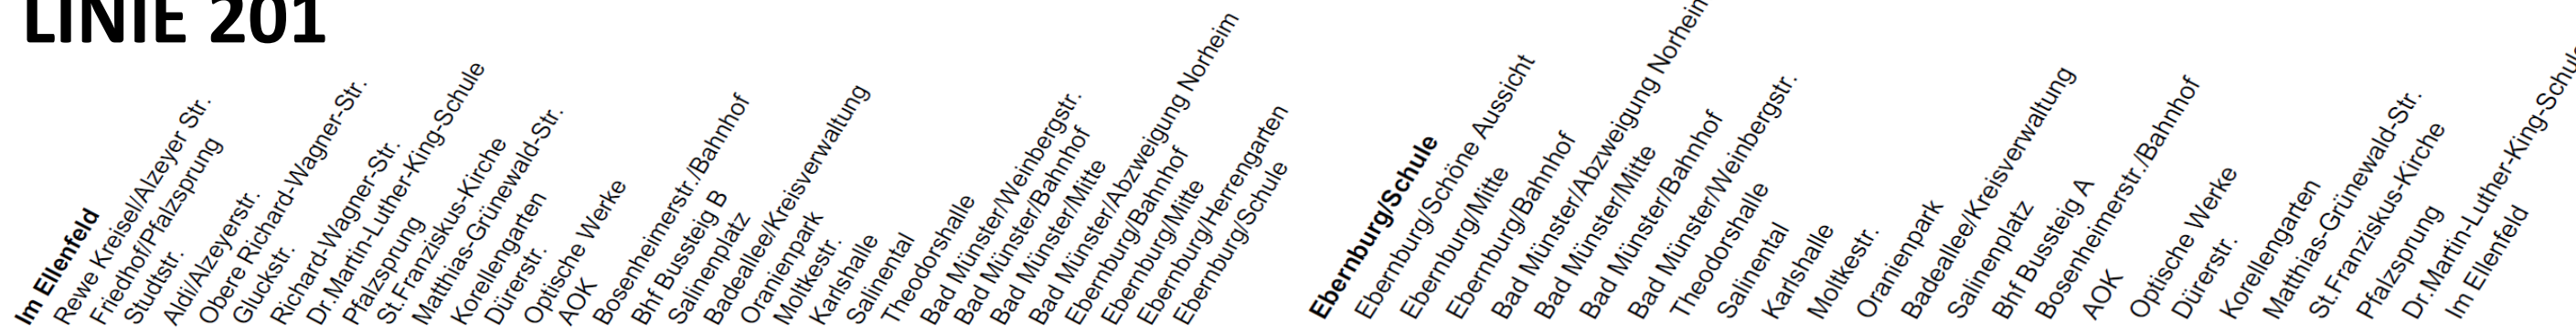 LINIE 201
Im Ellenfeld
Rewe Kreisel/Alzeyer Str.
Friedhof/Pfalzsprung
Studtstr.
Aldi/Alzeyerstr.
Obere Richard-Wagner-Str.
Gluckstr.
Richard-Wagner-Str.
Dr.Martin-Luther-King-Schule
Pfalzsprung
St.Franziskus-Kirche
Matthias-Grünewald-Str.
Korellengarten
Dürerstr.
Optische Werke
AOK
Bosenheimerstr./Bahnhof
Bhf Bussteig B
Salinenplatz
Badeallee/Kreisverwaltung
Oranienpark
Moltkestr.
Karlshalle
Salinental
Theodorshalle
Bad Münster/Weinbergstr.
Bad Münster/Bahnhof
Bad Münster/Mitte
Bad Münster/Abzweigung Norheim
Ebernburg/Bahnhof
Ebernburg/Mitte
Ebernburg/Herrengarten
Ebernburg/Schule
Ebernburg/Schule
Ebernburg/Schöne Aussicht
Ebernburg/Mitte
Ebernburg/Bahnhof
Bad Münster/Abzweigung Norheim
Bad Münster/Mitte
Bad Münster/Bahnhof
Bad Münster/Weinbergstr.
Theodorshalle
Salinental
Karlshalle
Moltkestr.
Oranienpark
Badeallee/Kreisverwaltung
Salinenplatz
Bhf Bussteig A
Bosenheimerstr./Bahnhof
AOK
Optische Werke
Dürerstr.
Korellengarten
Matthias-Grünewald-Str.
St.Franziskus-Kirche
Pfalzsprung
Dr.Martin-Luther-King-Schule
Im Ellenfeld